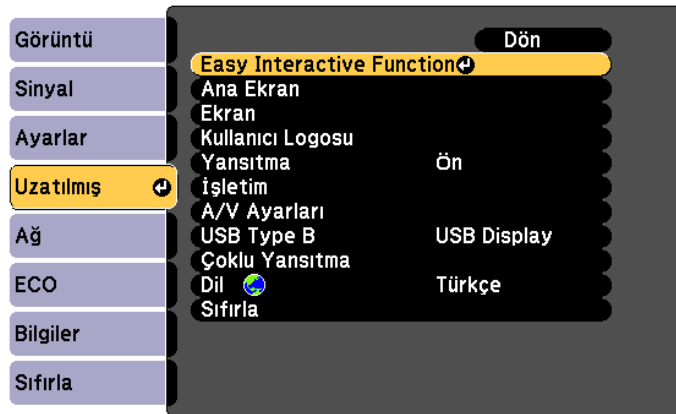 Görüntü
Sinyal
Ayarlar
Uzatılmış
Ağ
ECO
Bilgiler
Sıfırla
Dön
Easy Interactive Function
Ana Ekran
Ekran
Kullanıcı Logosu
Yansıtma Ön
İşletim
A/V Ayarları
USB Type B USB Display
Çoklu Yansıtma
Dil Türkçe
Sıfırla